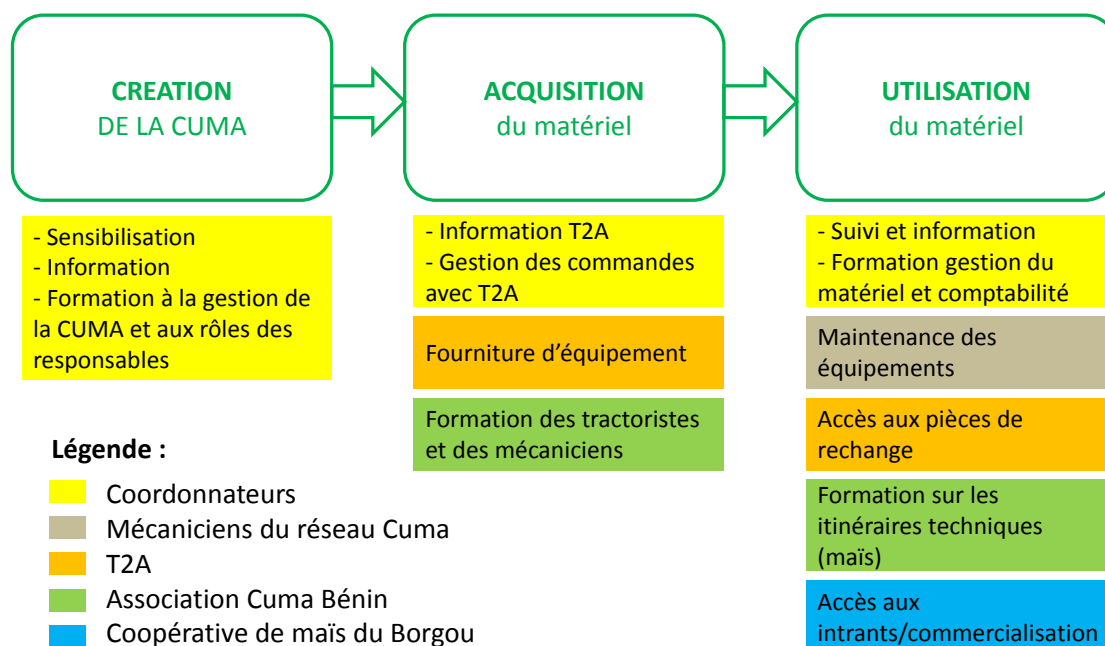 CREATION
DE LA CUMA
ACQUISITION
du matériel
UTILISATION
du matériel
- Sensibilisation
- Information
- Formation à la gestion de
la CUMA et aux rôles des
responsables
- Information T2A
- Gestion des commandes
avec T2A
Fourniture d'équipement
Formation des tractoristes
et des mécaniciens
- Suivi et information
- Formation gestion du
matériel et comptabilité
Maintenance des
équipements
Accès aux pièces de
rechange
Formation sur les
itinéraires techniques
(maïs)
Accès aux
intrants/commercialisation
Légende :
Coordonnateurs
Mécaniciens du réseau Cuma
T2A
Association Cuma Bénin
Coopérative de maïs du Borgou